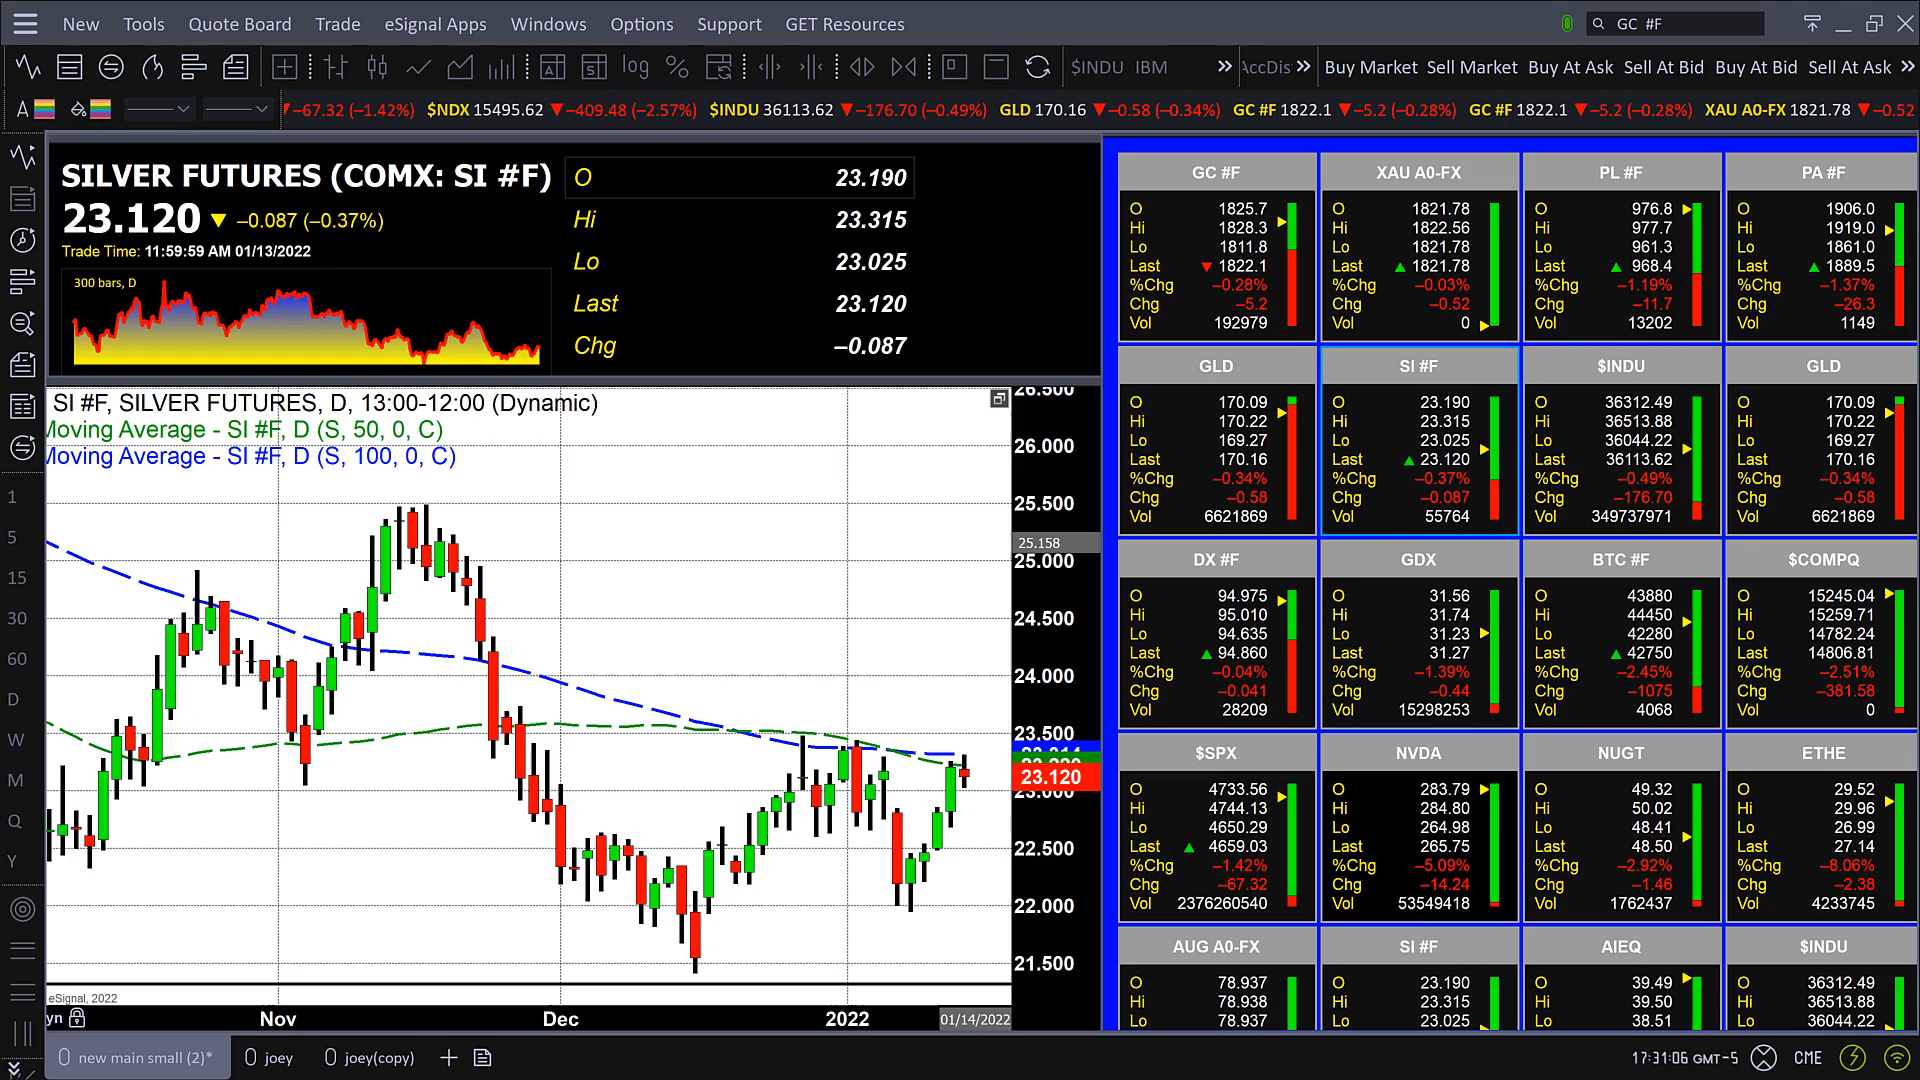 New Tools Quote Board Trade eSignal Apps Windows Options Support GET Resources GC #F
log % $INDU IBM » AccDis » Buy Market Sell Market Buy At Ask Sell At Bid Buy At Bid Sell At Ask »
A ▼–67.32 (–1.42%) $NDX 15495.62 ▼–409.48 (–2.57%) $INDU 36113.62 ▼–176.70 (–0.49%) GLD 170.16 ▼–0.58 (–0.34%) GC #F 1822.1 ▼–5.2 (–0.28%) GC #F 1822.1 ▼–5.2 (–0.28%) XAU A0-FX 1821.78 ▼–0.52
SILVER FUTURES (COMX: SI #F)
23.120 ▼ –0.087 (–0.37%)
Trade Time: 11:59:59 AM 01/13/2022
300 bars, D
O 23.190
Hi 23.315
Lo 23.025
Last 23.120
Chg –0.087
SI #F, SILVER FUTURES, D, 13:00-12:00 (Dynamic)
Moving Average - SI #F, D (S, 50, 0, C)
Moving Average - SI #F, D (S, 100, 0, C)
26.500
26.000
25.500
25.158
25.000
24.500
24.000
23.500
23.120
23.000
22.500
22.000
21.500
eSignal, 2022
yn
Nov Dec 2022 01/14/2022
1
5
15
30
60
D
W
M
Q
Y
GC #F
O 1825.7
Hi 1828.3
Lo 1811.8
Last ▼ 1822.1
%Chg –0.28%
Chg –5.2
Vol 192979
XAU A0-FX
O 1821.78
Hi 1822.56
Lo 1821.78
Last ▲ 1821.78
%Chg –0.03%
Chg –0.52
Vol 0
PL #F
O 976.8
Hi 977.7
Lo 961.3
Last ▲ 968.4
%Chg –1.19%
Chg –11.7
Vol 13202
PA #F
O 1906.0
Hi 1919.0
Lo 1861.0
Last ▲ 1889.5
%Chg –1.37%
Chg –26.3
Vol 1149
GLD
O 170.09
Hi 170.22
Lo 169.27
Last 170.16
%Chg –0.34%
Chg –0.58
Vol 6621869
SI #F
O 23.190
Hi 23.315
Lo 23.025
Last ▲ 23.120
%Chg –0.37%
Chg –0.087
Vol 55764
$INDU
O 36312.49
Hi 36513.88
Lo 36044.22
Last 36113.62
%Chg –0.49%
Chg –176.70
Vol 349737971
GLD
O 170.09
Hi 170.22
Lo 169.27
Last 170.16
%Chg –0.34%
Chg –0.58
Vol 6621869
DX #F
O 94.975
Hi 95.010
Lo 94.635
Last ▲ 94.860
%Chg –0.04%
Chg –0.041
Vol 28209
GDX
O 31.56
Hi 31.74
Lo 31.23
Last 31.27
%Chg –1.39%
Chg –0.44
Vol 15298253
BTC #F
O 43880
Hi 44450
Lo 42280
Last ▲ 42750
%Chg –2.45%
Chg –1075
Vol 4068
$COMPQ
O 15245.04
Hi 15259.71
Lo 14782.24
Last 14806.81
%Chg –2.51%
Chg –381.58
Vol 0
$SPX
O 4733.56
Hi 4744.13
Lo 4650.29
Last ▲ 4659.03
%Chg –1.42%
Chg –67.32
Vol 2376260540
NVDA
O 283.79
Hi 284.80
Lo 264.98
Last 265.75
%Chg –5.09%
Chg –14.24
Vol 53549418
NUGT
O 49.32
Hi 50.02
Lo 48.41
Last 48.50
%Chg –2.92%
Chg –1.46
Vol 1762437
ETHE
O 29.52
Hi 29.96
Lo 26.99
Last 27.14
%Chg –8.06%
Chg –2.38
Vol 4233745
AUG A0-FX
O 78.937
Hi 78.938
Lo 78.937
SI #F
O 23.190
Hi 23.315
Lo 23.025
AIEQ
O 39.49
Hi 39.50
Lo 38.51
$INDU
O 36312.49
Hi 36513.88
Lo 36044.22
new main small (2)* joey joey(copy) + 17:31:06 GMT-5 CME